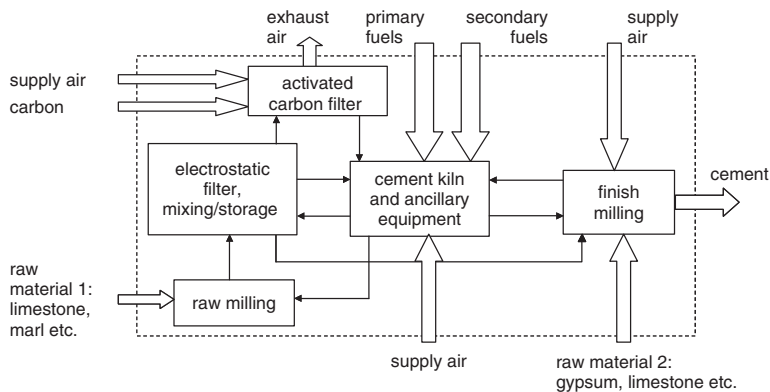 exhaust
air
primary
fuels
secondary
fuels
supply
air
supply air
carbon
activated
carbon filter
electrostatic
filter,
mixing/storage
cement kiln
and ancillary
equipment
finish
milling
cement
raw
material 1:
limestone,
marl etc.
raw milling
supply air
raw material 2:
gypsum, limestone etc.